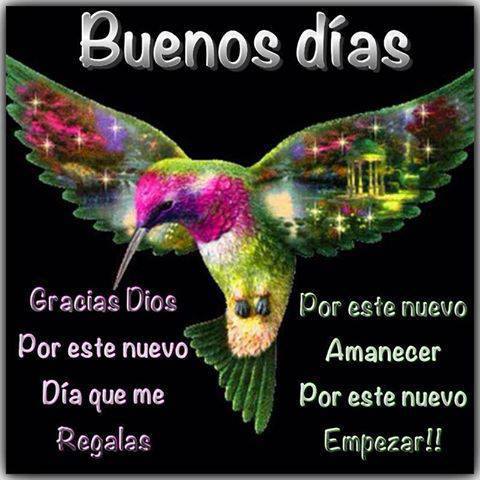 Buenos días
Gracias Dios
Por este nuevo
Día que me
Regalas
Por este nuevo
Amanecer
Por este nuevo
Empezar!!